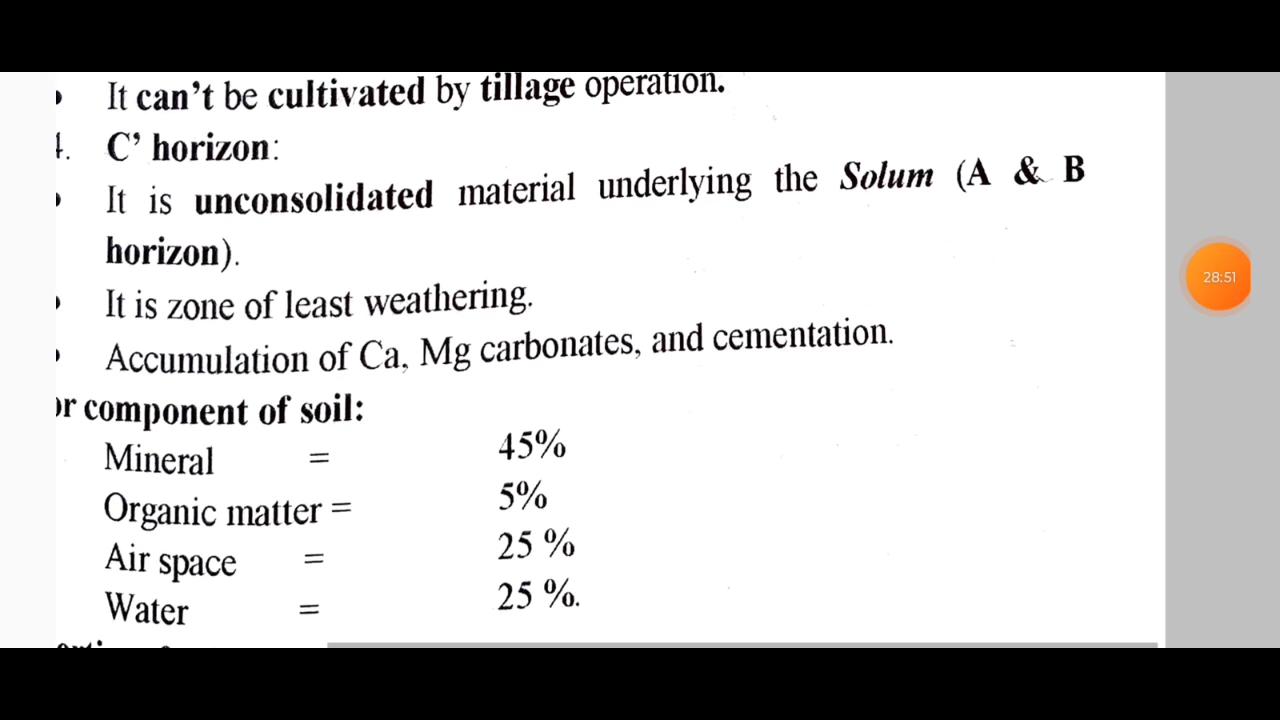 It can't be cultivated by tillage operation.
C' horizon:
It is unconsolidated material underlying the Solum (A & B
horizon).
It is zone of least weathering.
Accumulation of Ca, Mg carbonates, and cementation.
component of soil:
Mineral = 45%
Organic matter = 5%
Air space = 25 %
Water = 25 %.
28:51